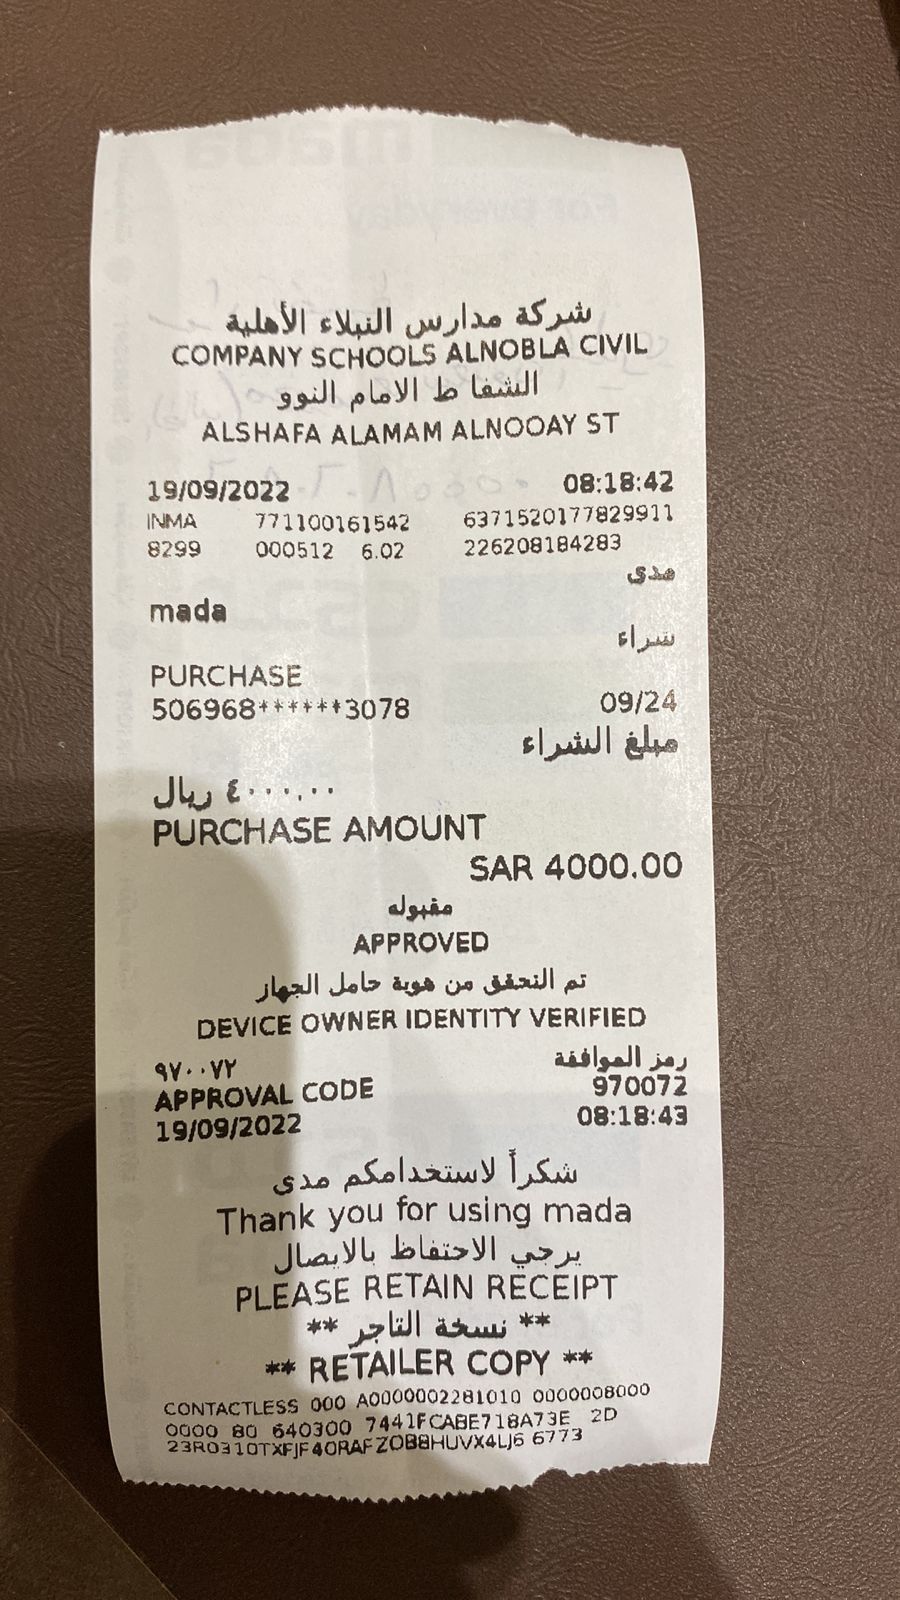 شركة مدارس النبلاء الأهلية
COMPANY SCHOOLS ALNOBLA CIVIL
الشفا ط الامام النوو
ALSHAFA ALAMAM ALNOOAY ST
19/09/2022 08:18:42
INMA 771100161542 6371520177829911
8299 000512 6.02 226208184283
مدى
mada
شراء
PURCHASE
506968******3078 09/24
مبلغ الشراء
٤٠٠٠.٠٠ ريال
PURCHASE AMOUNT
SAR 4000.00
مقبوله
APPROVED
تم التحقق من هوية حامل الجهاز
DEVICE OWNER IDENTITY VERIFIED
رمز الموافقة ٩٧٠٠٧٢
APPROVAL CODE 970072
19/09/2022 08:18:43
شكراً لاستخدامكم مدى
Thank you for using mada
يرجي الاحتفاظ بالايصال
PLEASE RETAIN RECEIPT
** نسخة التاجر **
** RETAILER COPY **
CONTACTLESS 000 A0000002281010 0000008000
0000 80 640300 7441FCABE718A73E 2D
23R0310TXFJF40RAFZOB8HUVX4LJ6 6773